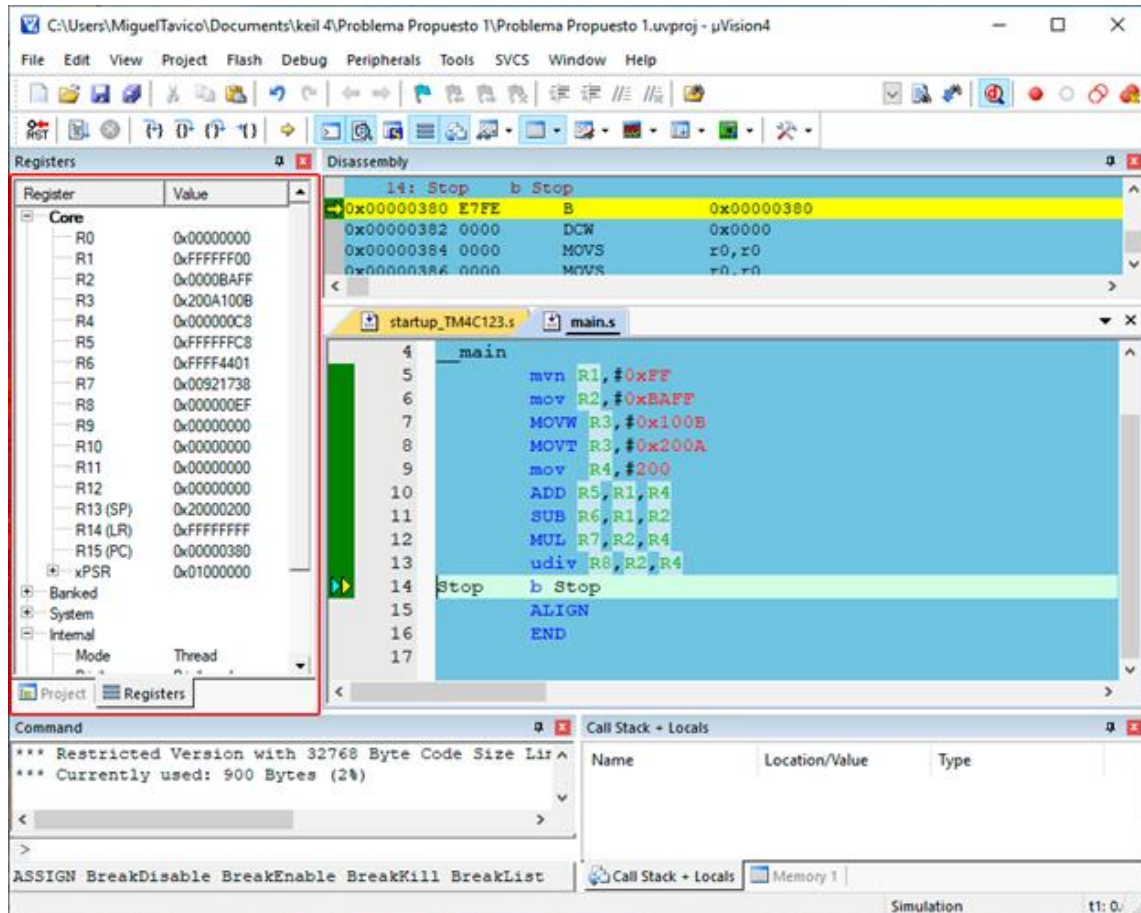 C:\Users\MiguelTavico\Documents\keil 4\Problema Propuesto 1\Problema Propuesto 1.uvproj - µVision4
File Edit View Project Flash Debug Peripherals Tools SVCS Window Help
RST
Registers
Register Value
Core
R0 0x00000000
R1 0xFFFFFF00
R2 0x0000BAFF
R3 0x200A100B
R4 0x000000C8
R5 0xFFFFFFC8
R6 0xFFFF4401
R7 0x00921738
R8 0x000000EF
R9 0x00000000
R10 0x00000000
R11 0x00000000
R12 0x00000000
R13 (SP) 0x20000200
R14 (LR) 0xFFFFFFFF
R15 (PC) 0x00000380
xPSR 0x01000000
Banked
System
Internal
Mode Thread
Project Registers
Disassembly
14: Stop b Stop
0x00000380 E7FE B 0x00000380
0x00000382 0000 DCW 0x0000
0x00000384 0000 MOVS r0,r0
0x00000386 0000 MOVS r0,r0
startup_TM4C123.s main.s
4 __main
5 mvn R1,#0xFF
6 mov R2,#0xBAFF
7 MOVW R3,#0x100B
8 MOVT R3,#0x200A
9 mov R4,#200
10 ADD R5,R1,R4
11 SUB R6,R1,R2
12 MUL R7,R2,R4
13 udiv R8,R2,R4
14 Stop b Stop
15 ALIGN
16 END
17
Command
*** Restricted Version with 32768 Byte Code Size
*** Currently used: 900 Bytes (2%)
>
ASSIGN BreakDisable BreakEnable BreakKill BreakList
Call Stack + Locals
Name Location/Value Type
Call Stack + Locals Memory 1
Simulation t1: 0.